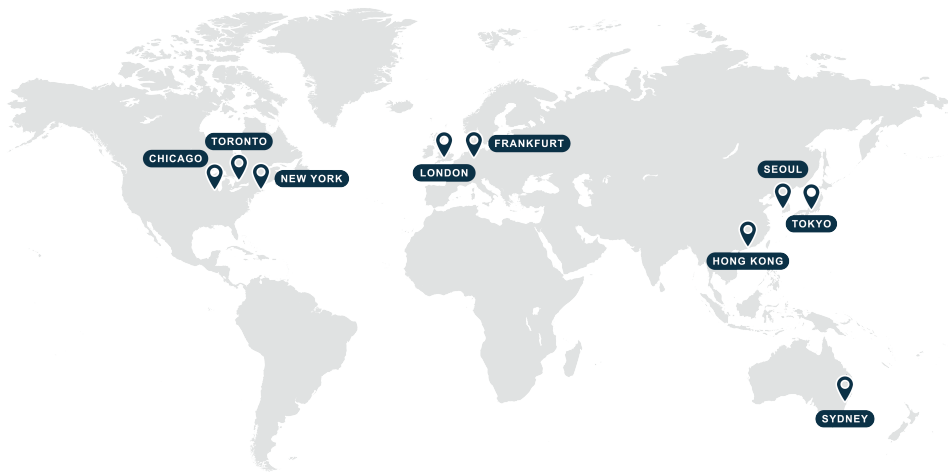 TORONTO
CHICAGO
NEW YORK
FRANKFURT
LONDON
SEOUL
TOKYO
HONG KONG
SYDNEY